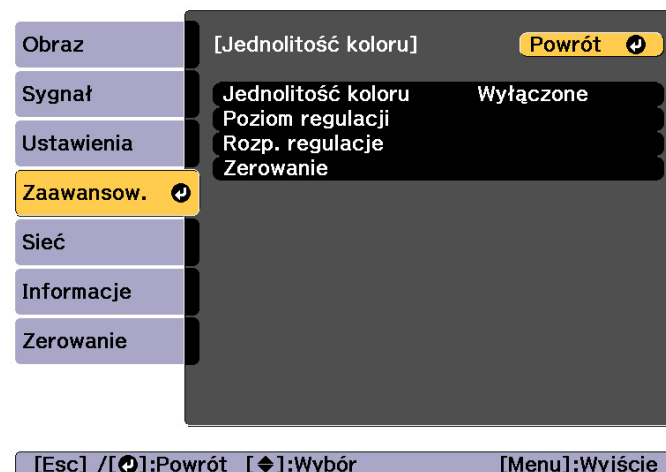 Obraz
Sygnał
Ustawienia
Zaawansow.
Sieć
Informacje
Zerowanie
[Jednolitość koloru] Powrót
Jednolitość koloru Wyłączone
Poziom regulacji
Rozp. regulacje
Zerowanie
[Esc] /[ ]:Powrót [ ]:Wybór [Menu]:Wyjście